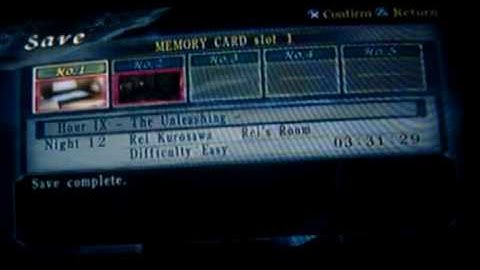 Save
Confirm Return
MEMORY CARD slot 1
No.1 No.2 No.3 No.4 No.5
Hour IX - The Unleashing -
Night 12 Rei Kurosawa Rei's Room
Difficulty Easy 03:31:29
Save complete.